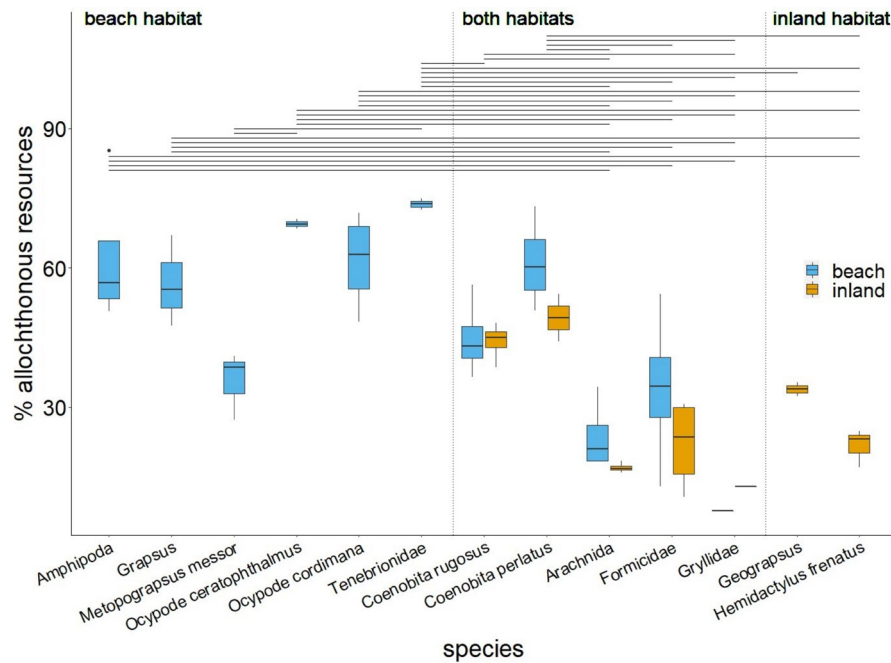 beach habitat
both habitats
inland habitat
% allochthonous resources
90
60
30
beach
inland
Amphipoda
Grapsus
Metopograpsus messor
Ocypode ceratophthalmus
Ocypode cordimana
Tenebrionidae
Coenobita rugosus
Coenobita perlatus
Arachnida
Formicidae
Gryllidae
Geograpsus
Hemidactylus frenatus
species